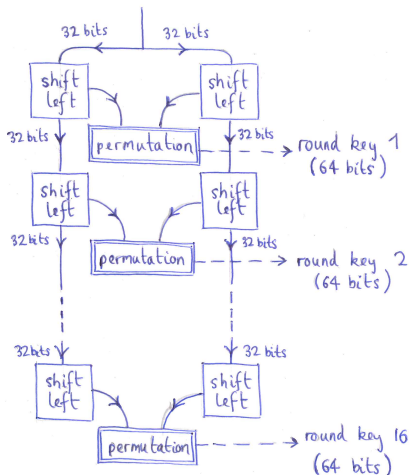 32 bits 32 bits
shift left
shift left
32 bits
permutation
32 bits
round key 1
(64 bits)
shift left
shift left
permutation
32 bits
32 bits
round key 2
(64 bits)
32 bits
32 bits
shift left
shift left
permutation
round key 16
(64 bits)